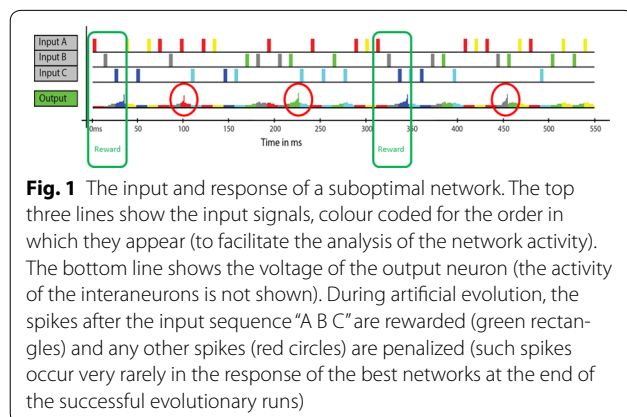 Input A
Input B
Input C
Output
0ms 50 100 150 200 250 300 350 400 450 500 550
Reward Time in ms Reward
Fig. 1 The input and response of a suboptimal network. The top
three lines show the input signals, colour coded for the order in
which they appear (to facilitate the analysis of the network activity).
The bottom line shows the voltage of the output neuron (the activity
of the interaneurons is not shown). During artificial evolution, the
spikes after the input sequence “A B C” are rewarded (green rectan-
gles) and any other spikes (red circles) are penalized (such spikes
occur very rarely in the response of the best networks at the end of
the successful evolutionary runs)